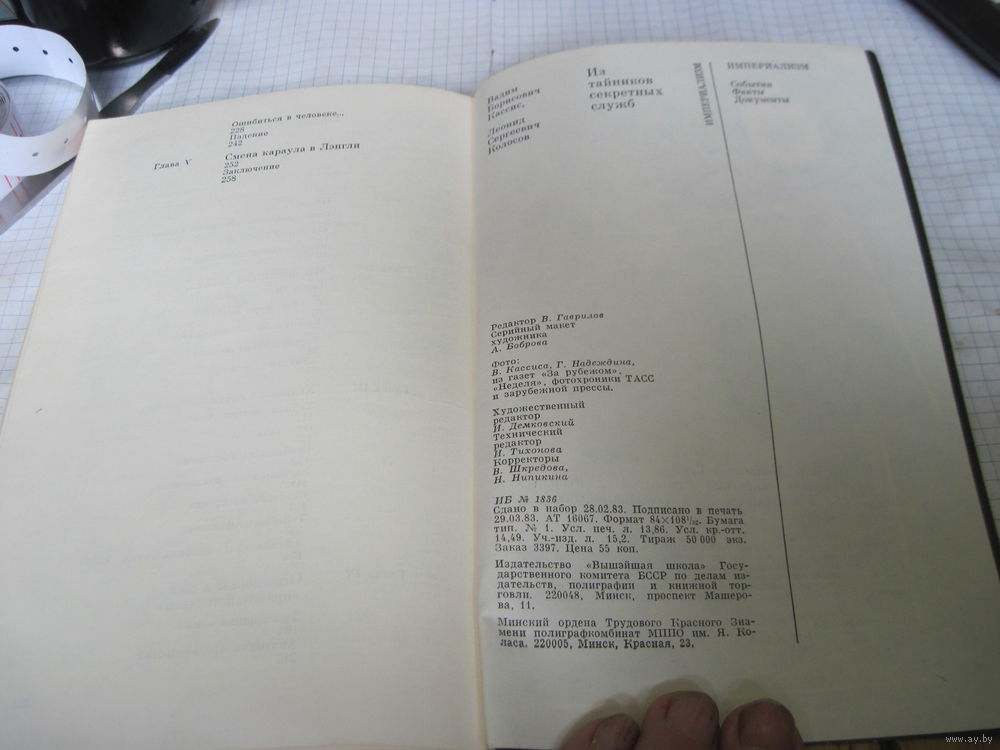 Ошибиться в человеке...
228
Падение
242
Глава V
Смена караула в Лэнгли
252
Заключение
258
Вадим
Борисович
Кассис,
Леонид
Сергеевич
Колосов
Из
тайников
секретных
служб
ИМПЕРИАЛИЗМ
ИМПЕРИАЛИЗМ
События
Факты
Документы
Редактор В. Гаврилов
Серийный макет
художника
А. Боброва
Фото:
В. Кассиса, Г. Надеждина,
из газет «За рубежом»,
«Неделя», фотохроники ТАСС
и зарубежной прессы.
Художественный
редактор
И. Демковский
Технический
редактор
И. Тихонова
Корректоры
В. Шкредова,
Н. Нипикина
ИБ № 1836
Сдано в набор 28.02.83. Подписано в печать
29.03.83. АТ 16067. Формат 84×108¹/₃₂. Бумага
тип. № 1. Усл. печ. л. 13,86. Усл. кр.-отт.
14,49. Уч.-изд. л. 15,2. Тираж 50 000 экз.
Заказ 3397. Цена 55 коп.
Издательство «Вышэйшая школа» Госу-
дарственного комитета БССР по делам из-
дательств, полиграфии и книжной тор-
говли. 220048, Минск, проспект Машеро-
ва, 11.
Минский ордена Трудового Красного Зна-
мени полиграфкомбинат МППО им. Я. Ко-
ласа. 220005, Минск, Красная, 23.
www.ay.by